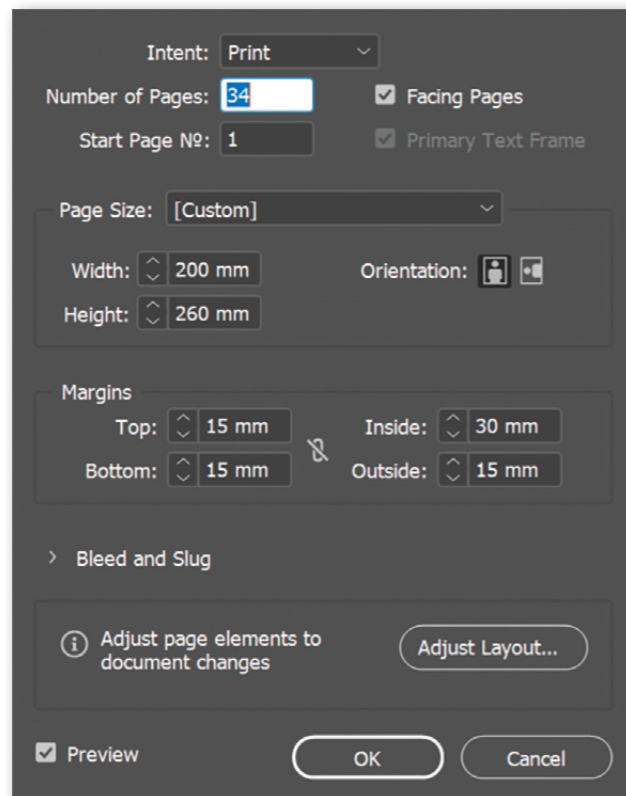 Intent: Print
Number of Pages: 34 Facing Pages
Start Page Nº: 1 Primary Text Frame
Page Size: [Custom]
Width: 200 mm Orientation:
Height: 260 mm
Margins
Top: 15 mm Inside: 30 mm
Bottom: 15 mm Outside: 15 mm
Bleed and Slug
Adjust page elements to Adjust Layout...
document changes
Preview OK Cancel